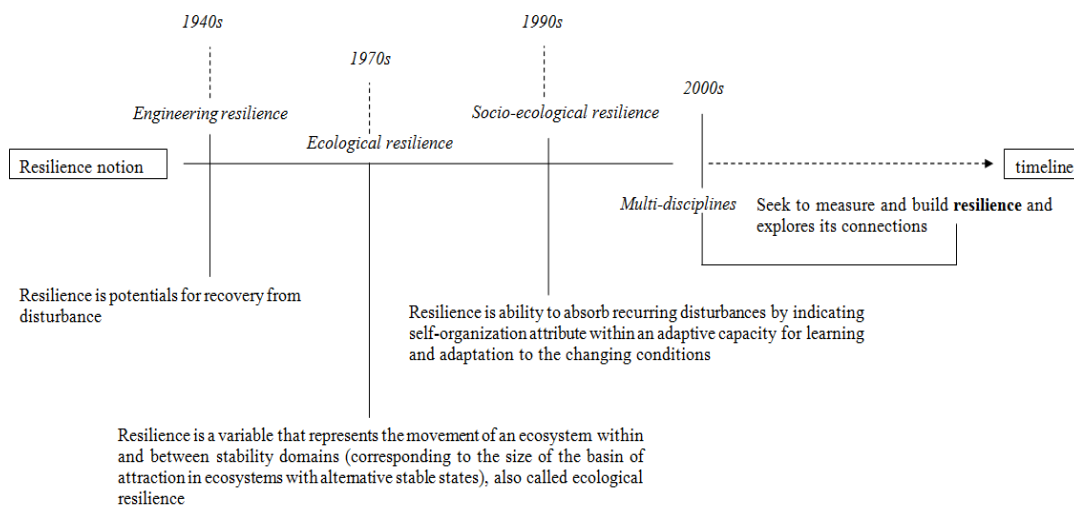 1940s
1990s
1970s
2000s
Engineering resilience
Socio-ecological resilience
Ecological resilience
Resilience notion
timeline
Multi-disciplines
Seek to measure and build resilience and
explores its connections
Resilience is potentials for recovery from
disturbance
Resilience is ability to absorb recurring disturbances by indicating
self-organization attribute within an adaptive capacity for learning
and adaptation to the changing conditions
Resilience is a variable that represents the movement of an ecosystem within
and between stability domains (corresponding to the size of the basin of
attraction in ecosystems with alternative stable states), also called ecological
resilience